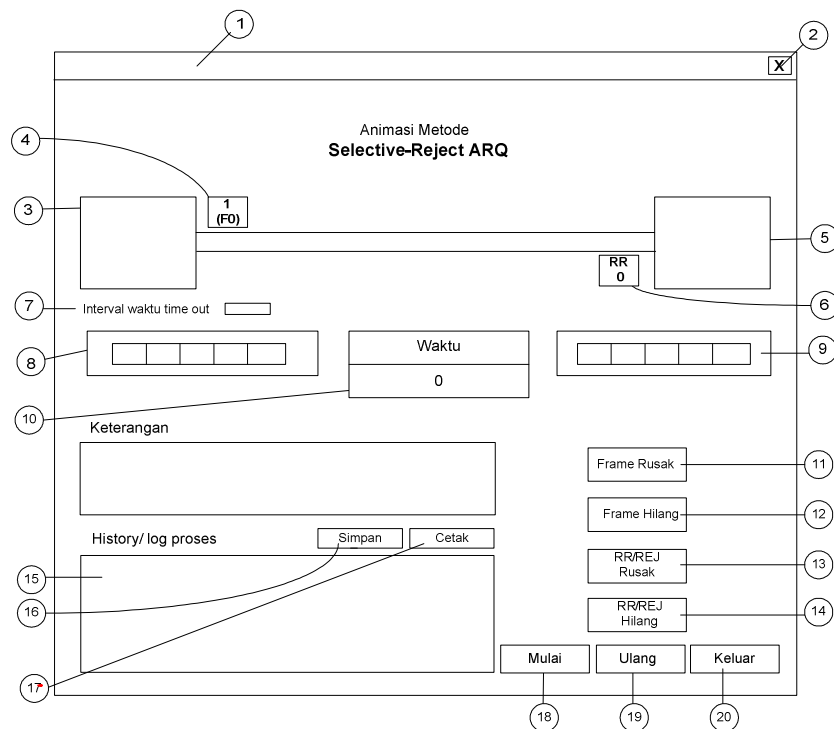 1
2
X
Animasi Metode
Selective-Reject ARQ
4
3
1
(F0)
5
RR
0
6
7
Interval waktu time out
8
Waktu
0
9
10
Keterangan
Frame Rusak
11
Frame Hilang
12
History/ log proses
Simpan
Cetak
RR/REJ
Rusak
13
15
16
RR/REJ
Hilang
14
17
Mulai
Ulang
Keluar
18
19
20